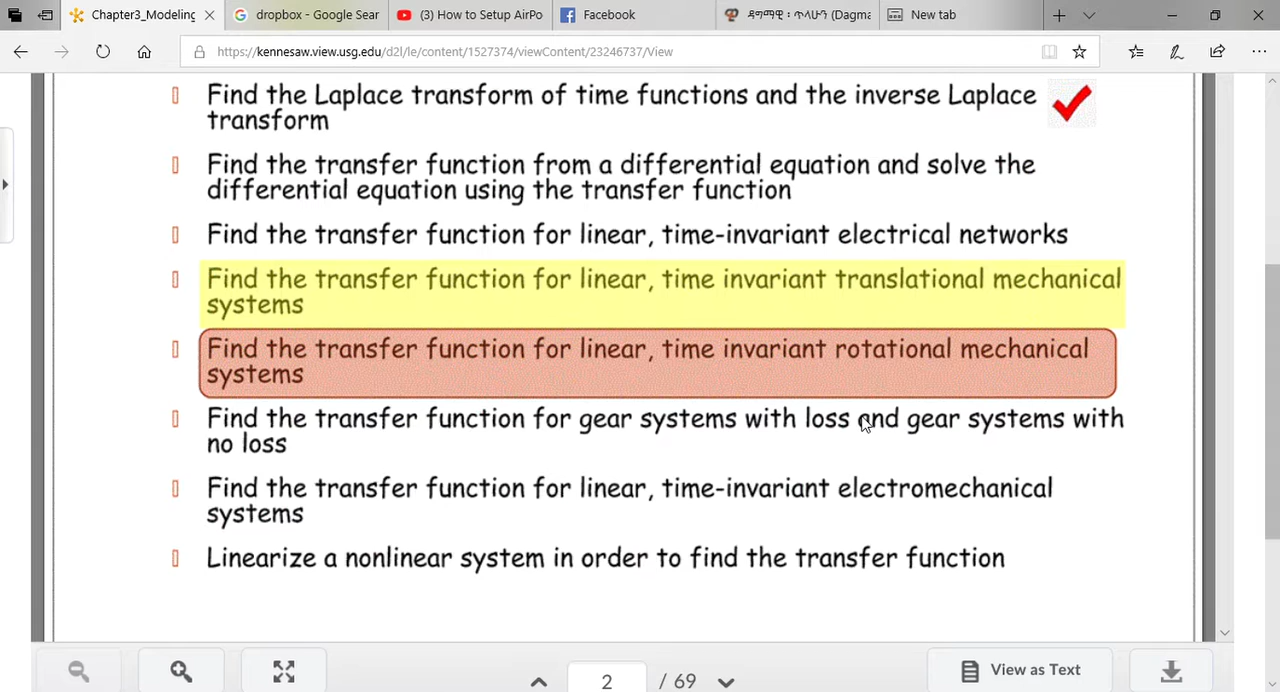 Chapter3_Modeling
dropbox - Google Sear
(3) How to Setup AirPo
Facebook
ዳግማዊ ፡ ጥላሁን (Dagma
New tab
https://kennesaw.view.usg.edu/d2l/le/content/1527374/viewContent/23246737/View
Find the Laplace transform of time functions and the inverse Laplace
transform
Find the transfer function from a differential equation and solve the
differential equation using the transfer function
Find the transfer function for linear, time-invariant electrical networks
Find the transfer function for linear, time invariant translational mechanical
systems
Find the transfer function for linear, time invariant rotational mechanical
systems
Find the transfer function for gear systems with loss and gear systems with
no loss
Find the transfer function for linear, time-invariant electromechanical
systems
Linearize a nonlinear system in order to find the transfer function
2 / 69
View as Text